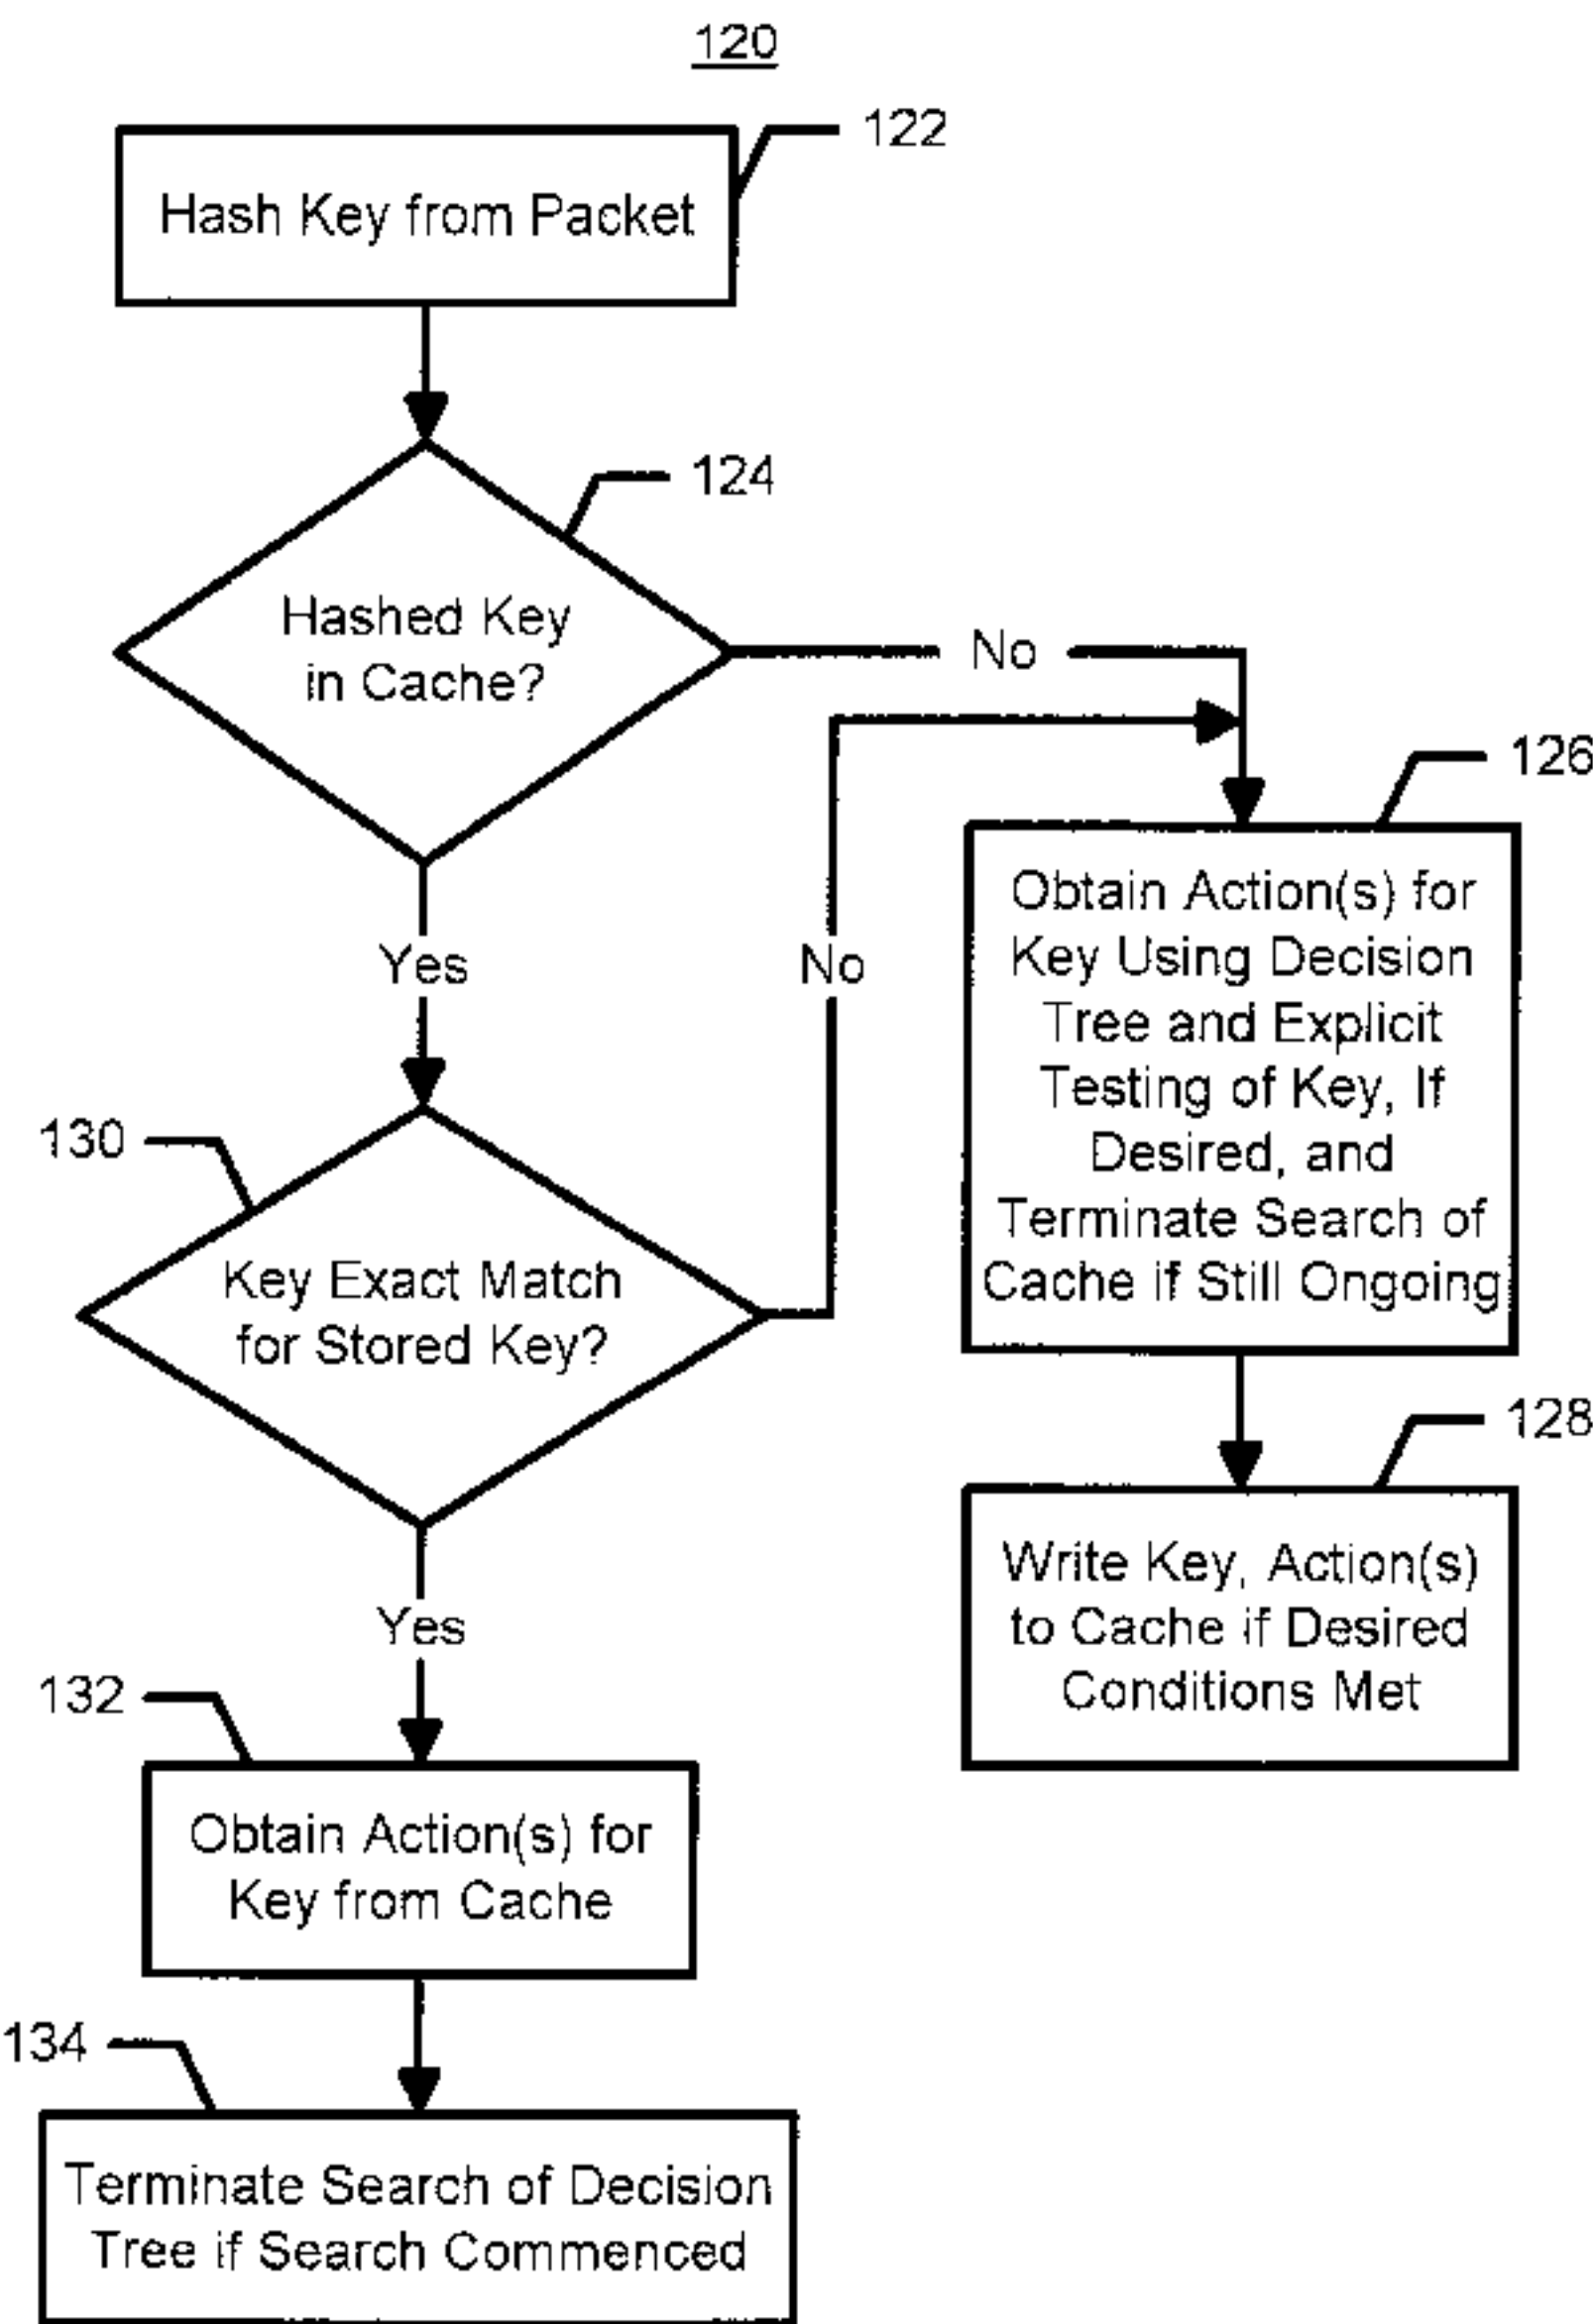 120
122
Hash Key from Packet
124
Hashed Key
in Cache?
No
126
Obtain Action(s) for
Key Using Decision
Tree and Explicit
Testing of Key, If
Desired, and
Terminate Search of
Cache if Still Ongoing
Yes
No
130
Key Exact Match
for Stored Key?
128
Write Key, Action(s)
to Cache if Desired
Conditions Met
Yes
132
Obtain Action(s) for
Key from Cache
134
Terminate Search of Decision
Tree if Search Commenced